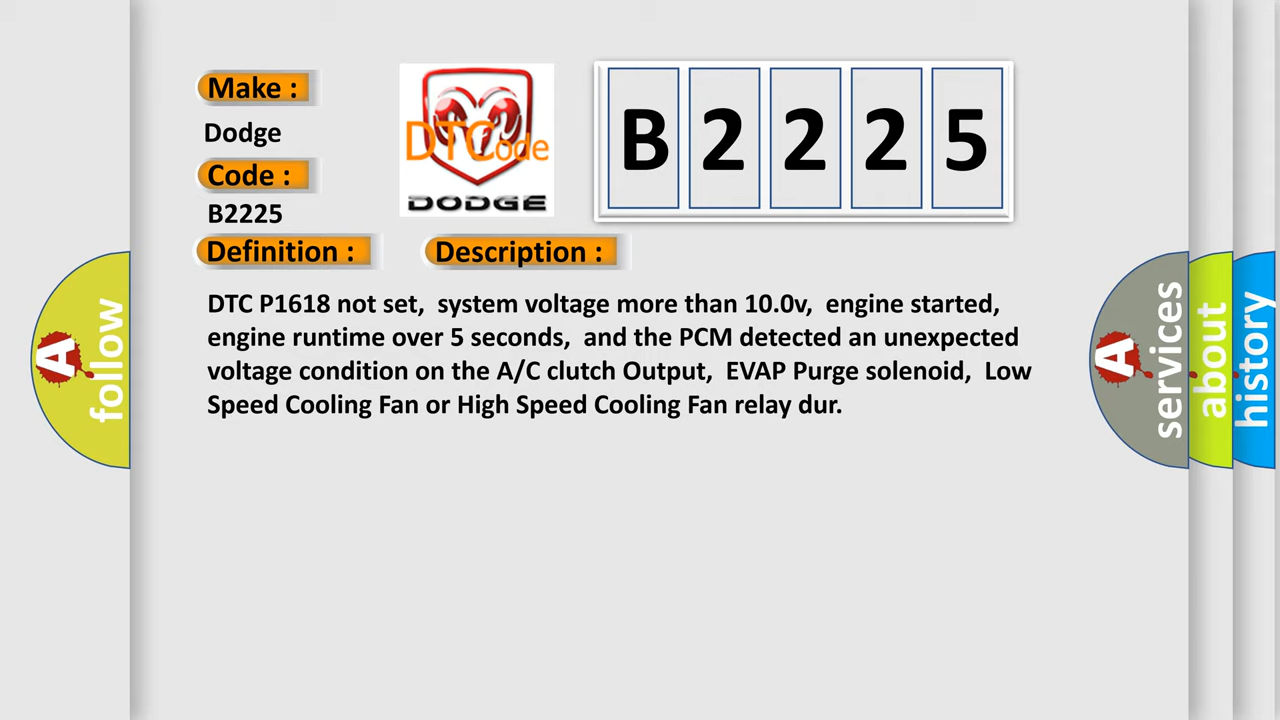 Make :
Dodge
Code :
B2225
Definition :
Description :
DTCode
DODGE
B 2 2 2 5
DTC P1618 not set, system voltage more than 10.0v, engine started,
engine runtime over 5 seconds, and the PCM detected an unexpected
voltage condition on the A/C clutch Output, EVAP Purge solenoid, Low
Speed Cooling Fan or High Speed Cooling Fan relay dur.
A follow
A services
about
history